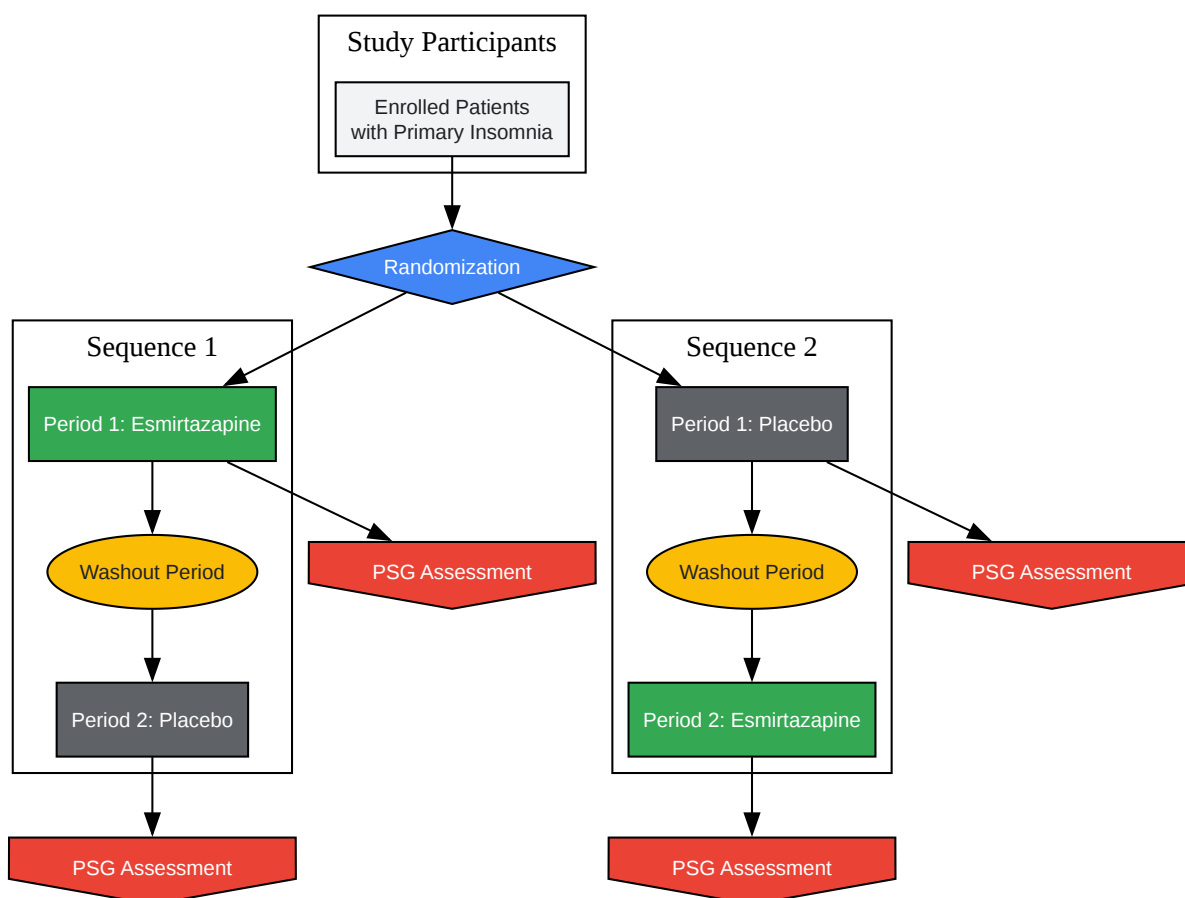 Study Participants
Enrolled Patients
with Primary Insomnia
Randomization
Sequence 1
Sequence 2
Period 1: Esmirtazapine
Period 1: Placebo
Washout Period
PSG Assessment
Washout Period
PSG Assessment
Period 2: Placebo
Period 2: Esmirtazapine
PSG Assessment
PSG Assessment